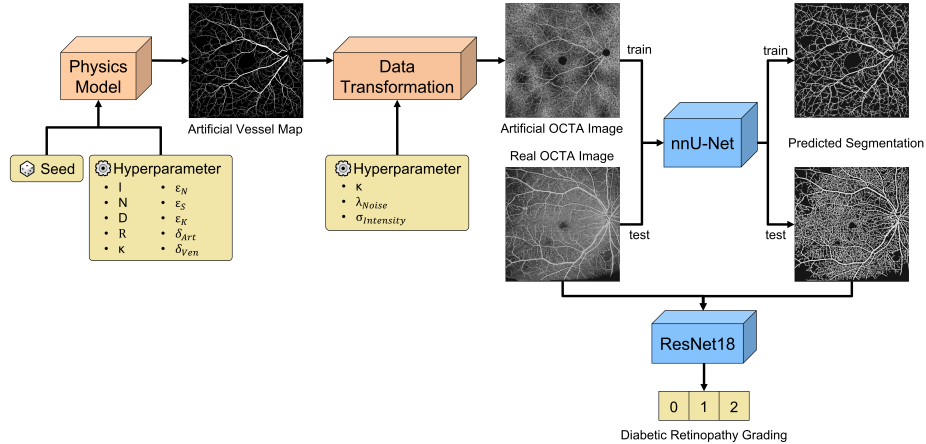 Physics
Model
Artificial Vessel Map
Data
Transformation
Artificial OCTA Image
Real OCTA Image
train
test
nnU-Net
train
Predicted Segmentation
test
Seed
Hyperparameter
• I
• N
• D
• R
• κ
• ε_N
• ε_S
• ε_K
• δ_Art
• δ_Ven
Hyperparameter
• κ
• λ_Noise
• σ_Intensity
ResNet18
0 1 2
Diabetic Retinopathy Grading